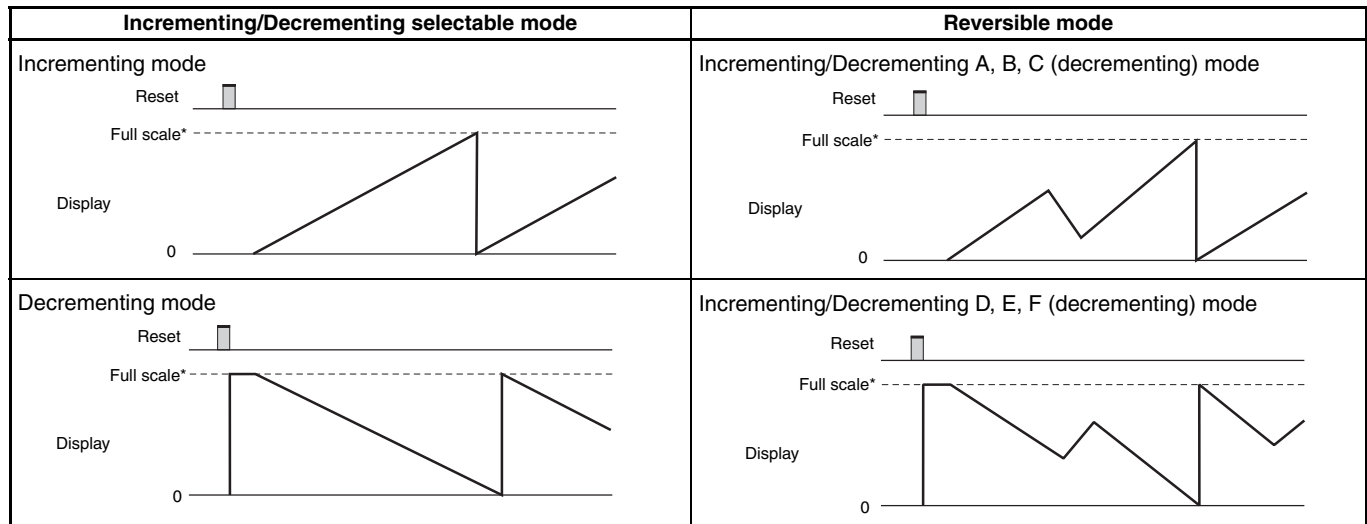 Incrementing/Decrementing selectable mode
Reversible mode
Incrementing mode
Reset
Full scale*
Display
0
Incrementing/Decrementing A, B, C (decrementing) mode
Reset
Full scale*
Display
0
Decrementing mode
Reset
Full scale*
Display
0
Incrementing/Decrementing D, E, F (decrementing) mode
Reset
Full scale*
Display
0